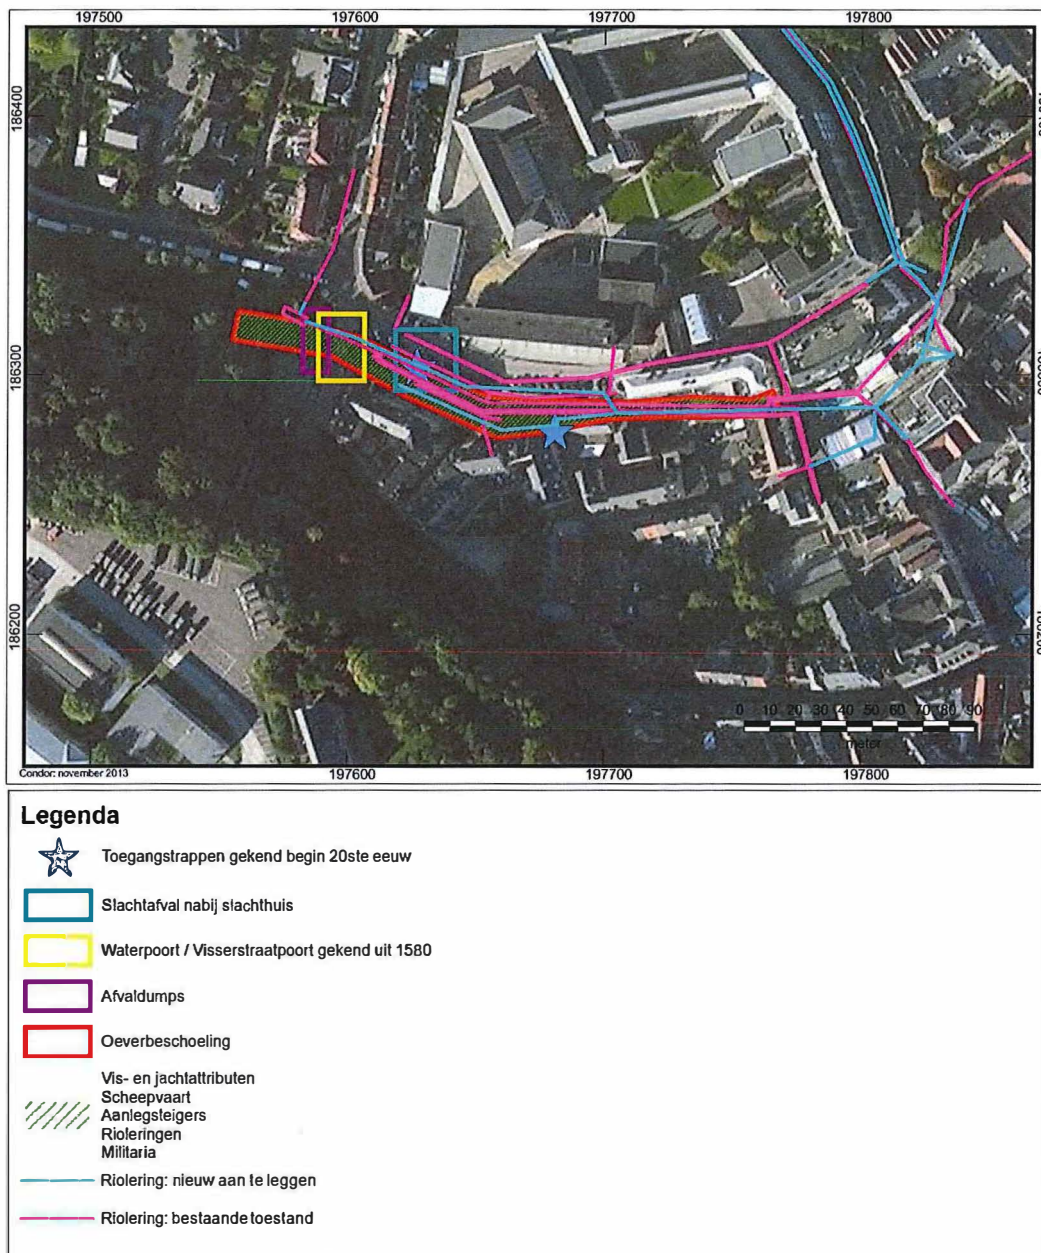 197500 197600 197700 197800
186400
186300
186200
0 10 20 30 40 50 60 70 80 90
meter
Condor: november 2013
197600 197700 197800
Legenda
Toegangstrappen gekend begin 20ste eeuw
Slachtafval nabij slachthuis
Waterpoort / Visserstraatpoort gekend uit 1580
Afvaldumps
Oeverbeschoeling
Vis- en jachtattributen
Scheepvaart
Aanlegsteigers
Rioleringen
Militaria
Riolering: nieuw aan te leggen
Riolering: bestaande toestand